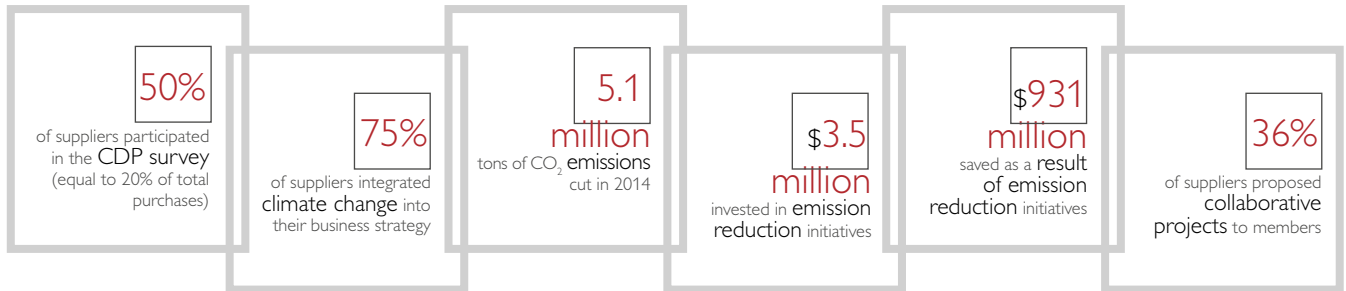 50%
of suppliers participated
in the CDP survey
(equal to 20% of total
purchases)
75%
of suppliers integrated
climate change into
their business strategy
5.1
million
tons of CO₂ emissions
cut in 2014
$3.5
million
invested in emission
reduction initiatives
$931
million
saved as a result
of emission
reduction initiatives
36%
of suppliers proposed
collaborative
projects to members